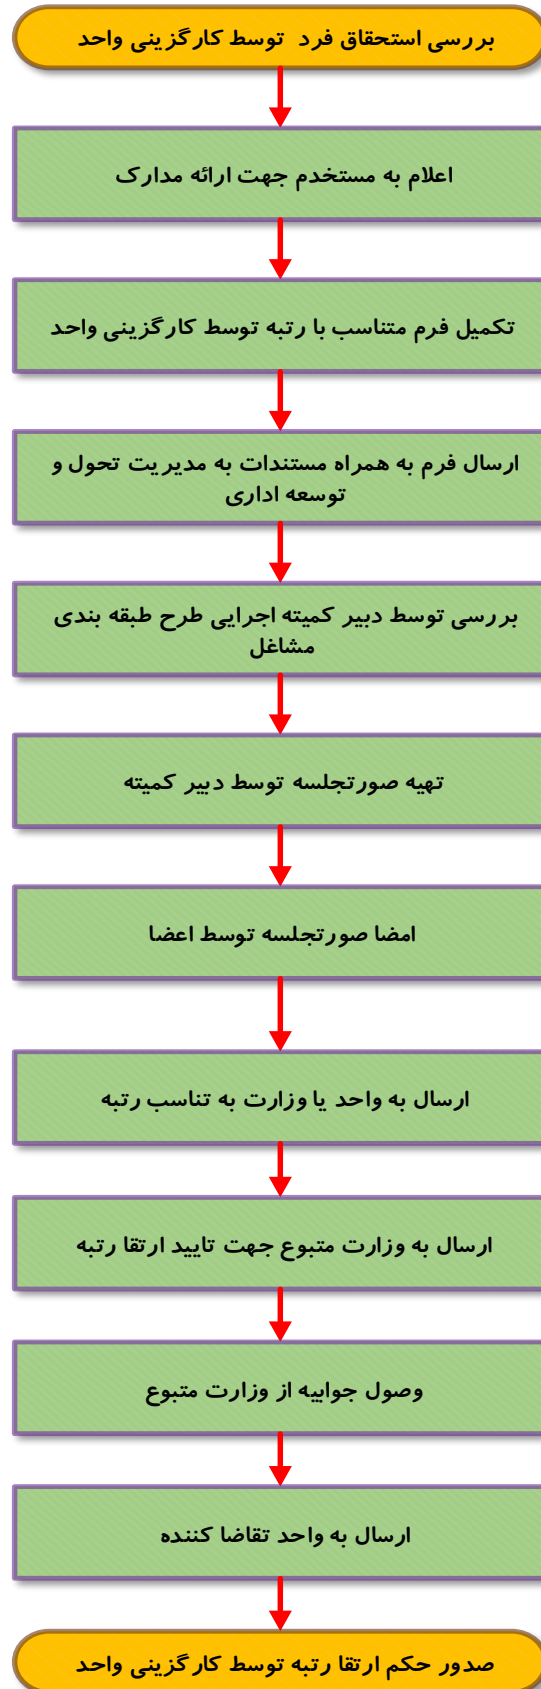 بررسی استحقاق فرد توسط کارگزینی واحد
اعلام به مستخدم جهت ارائه مدارک
تکمیل فرم متناسب با رتبه توسط کارگزینی واحد
ارسال فرم به همراه مستندات به مدیریت تحول و
توسعه اداری
بررسی توسط دبیر کمیته اجرایی طرح طبقه بندی
مشاغل
تهیه صورتجلسه توسط دبیر کمیته
امضا صورتجلسه توسط اعضا
ارسال به واحد یا وزارت به تناسب رتبه
ارسال به وزارت متبوع جهت تایید ارتقا رتبه
وصول جوابیه از وزارت متبوع
ارسال به واحد تقاضا کننده
صدور حکم ارتقا رتبه توسط کارگزینی واحد